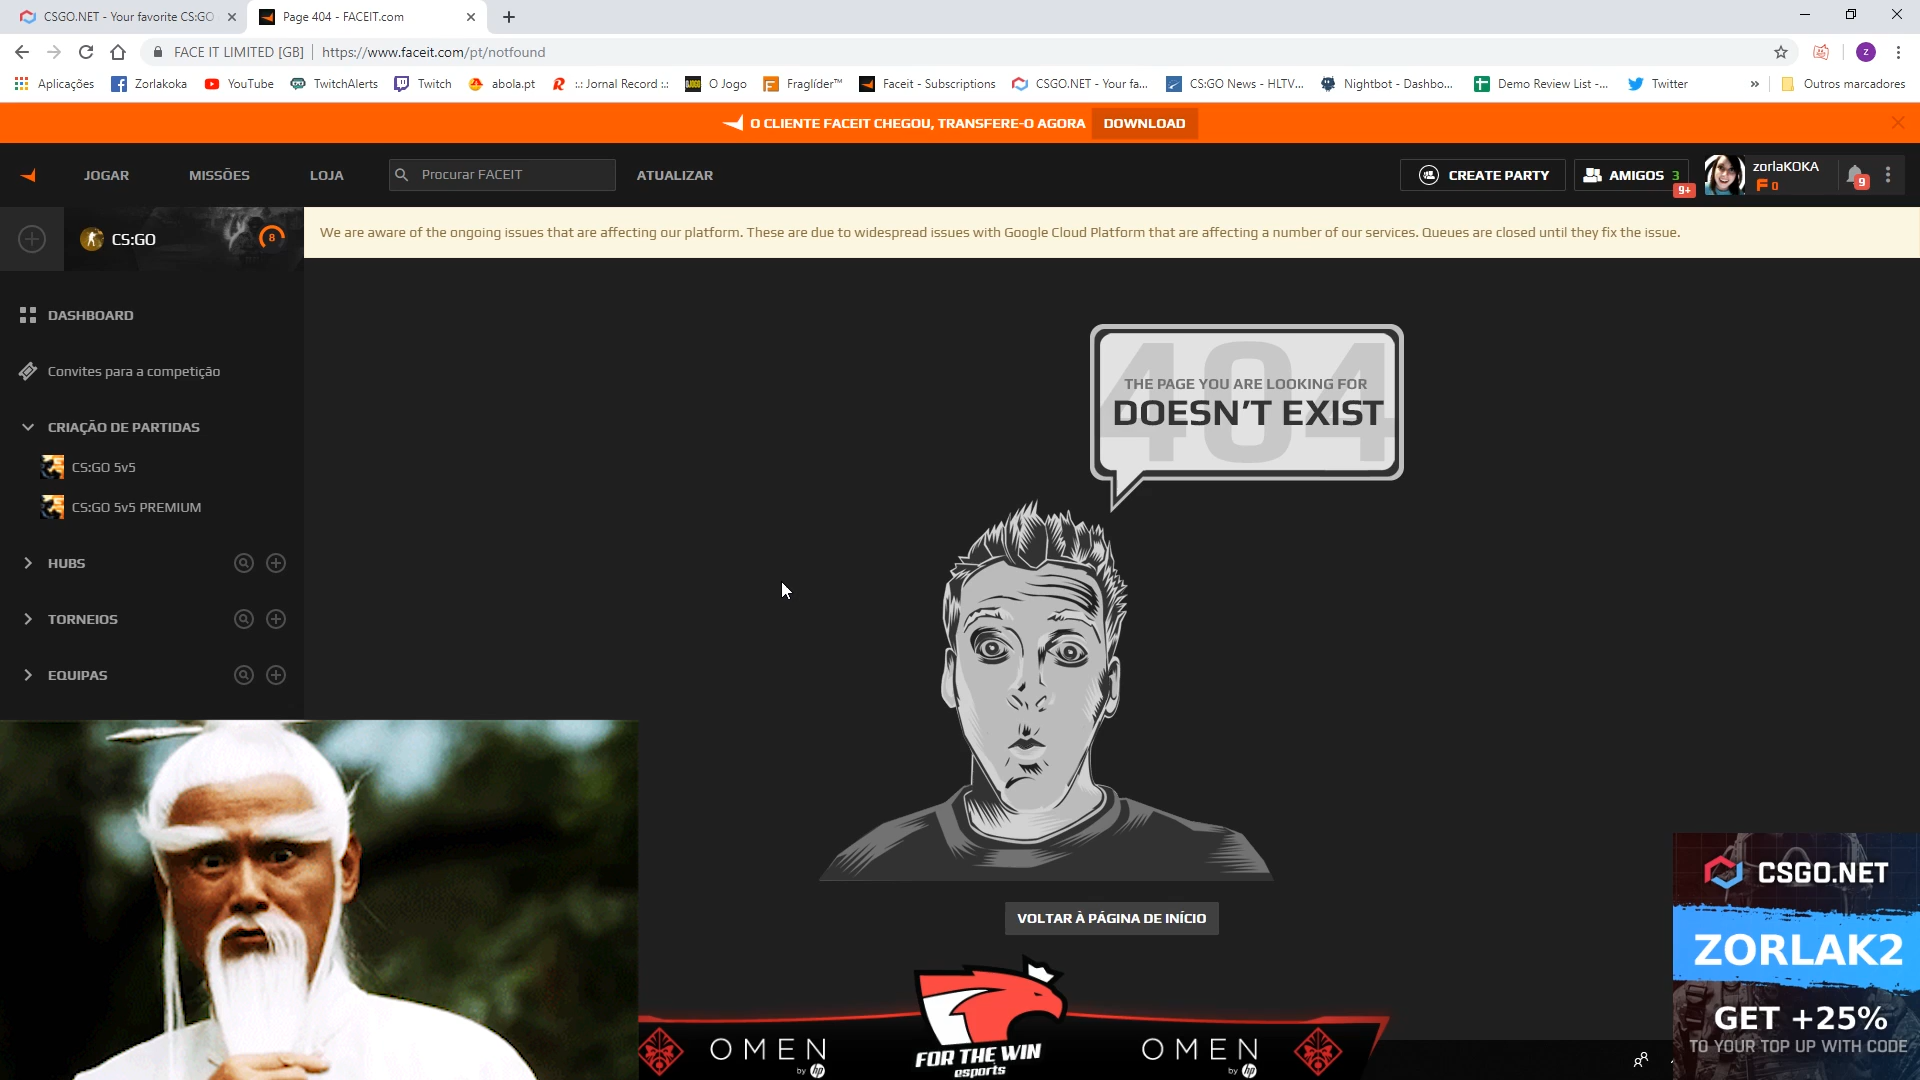 CSGO.NET - Your favorite CS:GO
Page 404 - FACEIT.com
FACE IT LIMITED [GB]
https://www.faceit.com/pt/notfound
Aplicações
Zorlakoka
YouTube
TwitchAlerts
Twitch
abola.pt
.:: Jornal Record ::.
O Jogo
Fraglíder™
Faceit - Subscriptions
CSGO.NET - Your fa...
CS:GO News - HLTV...
Nightbot - Dashbo...
Demo Review List -...
Twitter
»
Outros marcadores
O CLIENTE FACEIT CHEGOU, TRANSFERE-O AGORA
DOWNLOAD
JOGAR
MISSÕES
LOJA
Procurar FACEIT
ATUALIZAR
CREATE PARTY
AMIGOS 3
9+
zorlaKOKA
0
9
CS:GO
8
We are aware of the ongoing issues that are affecting our platform. These are due to widespread issues with Google Cloud Platform that are affecting a number of our services. Queues are closed until they fix the issue.
DASHBOARD
Convites para a competição
CRIAÇÃO DE PARTIDAS
CS:GO 5v5
CS:GO 5v5 PREMIUM
HUBS
TORNEIOS
EQUIPAS
404
THE PAGE YOU ARE LOOKING FOR
DOESN'T EXIST
VOLTAR À PÁGINA DE INÍCIO
OMEN
by hp
FOR THE WIN
esports
OMEN
by hp
CSGO.NET
ZORLAK2
GET +25%
TO YOUR TOP UP WITH CODE